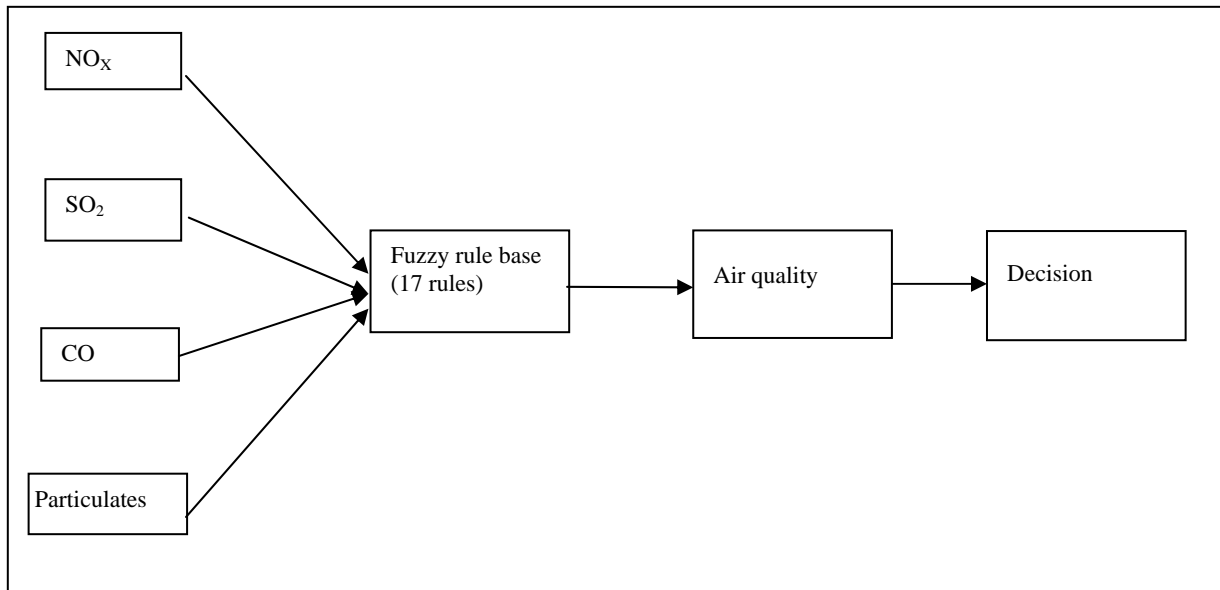 NOX
SO2
CO
Particulates
Fuzzy rule base
(17 rules)
Air quality
Decision